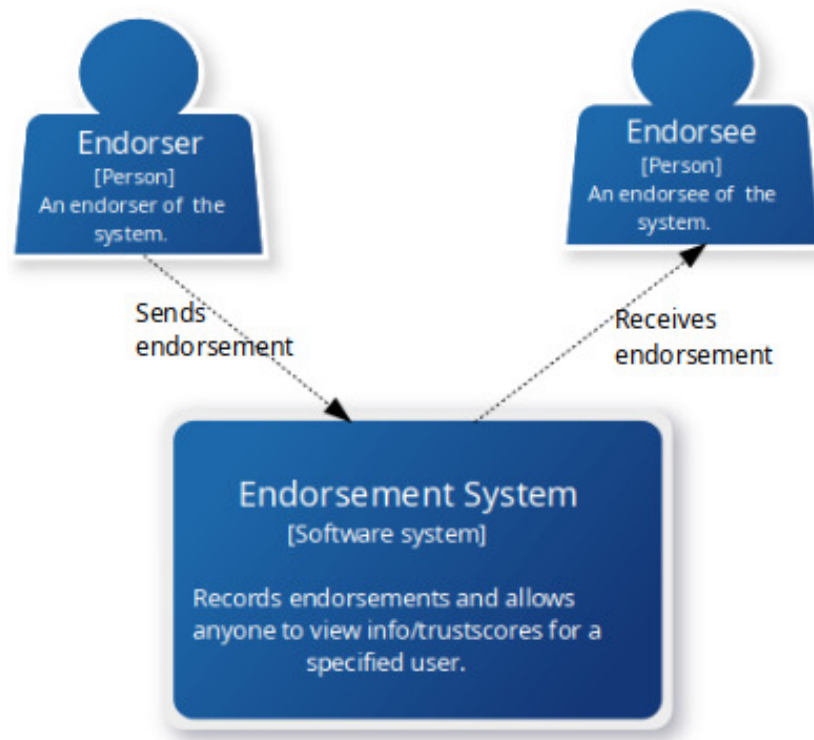 Endorser
[Person]
An endorser of the
system.
Endorsee
[Person]
An endorsee of the
system.
Sends
endorsement
Receives
endorsement
Endorsement System
[Software system]
Records endorsements and allows
anyone to view info/trustscores for a
specified user.